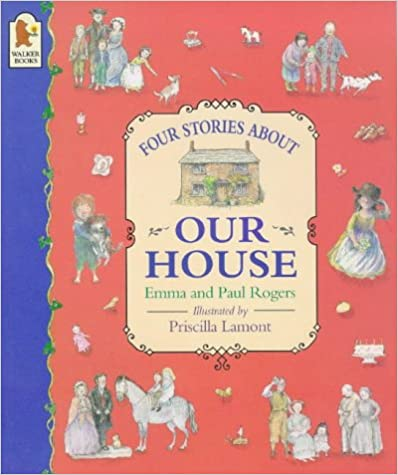 WALKER
BOOKS
FOUR STORIES ABOUT
OUR
HOUSE
Emma and Paul Rogers
Illustrated by
Priscilla Lamont